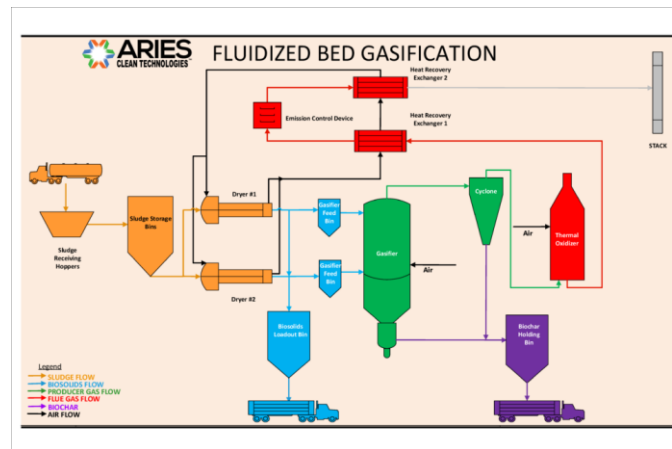 ARIES
CLEAN TECHNOLOGIES
FLUIDIZED BED GASIFICATION
Heat Recovery
Exchanger 2
Emission Control Device
Heat Recovery
Exchanger 1
STACK
Dryer #1
Sludge Storage
Bins
Gasifier
Feed
Bin
Cyclone
Gasifier
Air
Thermal
Oxidizer
Sludge
Receiving
Hoppers
Gasifier
Feed
Bin
Air
Dryer #2
Biosolids
Loadout Bin
Biochar
Holding
Bin
Legend
SLUDGE FLOW
BIOSOLIDS FLOW
PRODUCER GAS FLOW
FLUE GAS FLOW
BIOCHAR
AIR FLOW